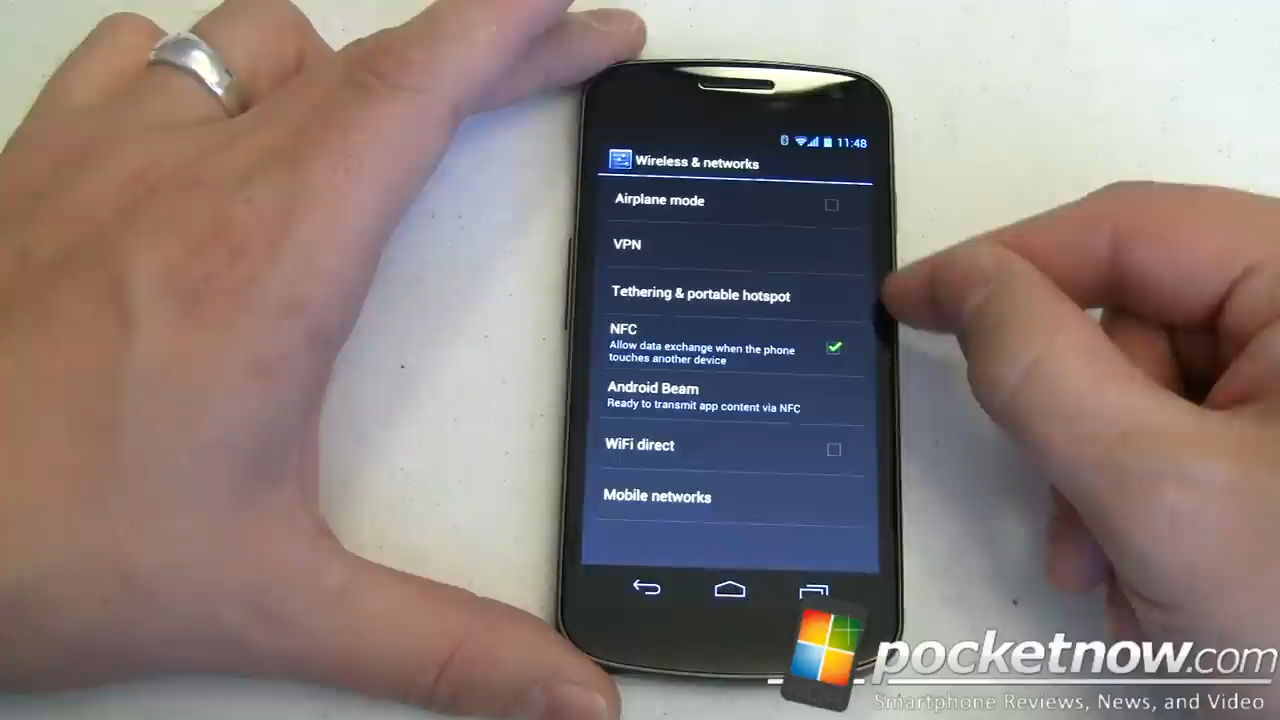 11:48
Wireless & networks
Airplane mode
VPN
Tethering & portable hotspot
NFC
Allow data exchange when the phone
touches another device
Android Beam
Ready to transmit app content via NFC
WiFi direct
Mobile networks
pocketnow.com
Smartphone Reviews, News, and Video